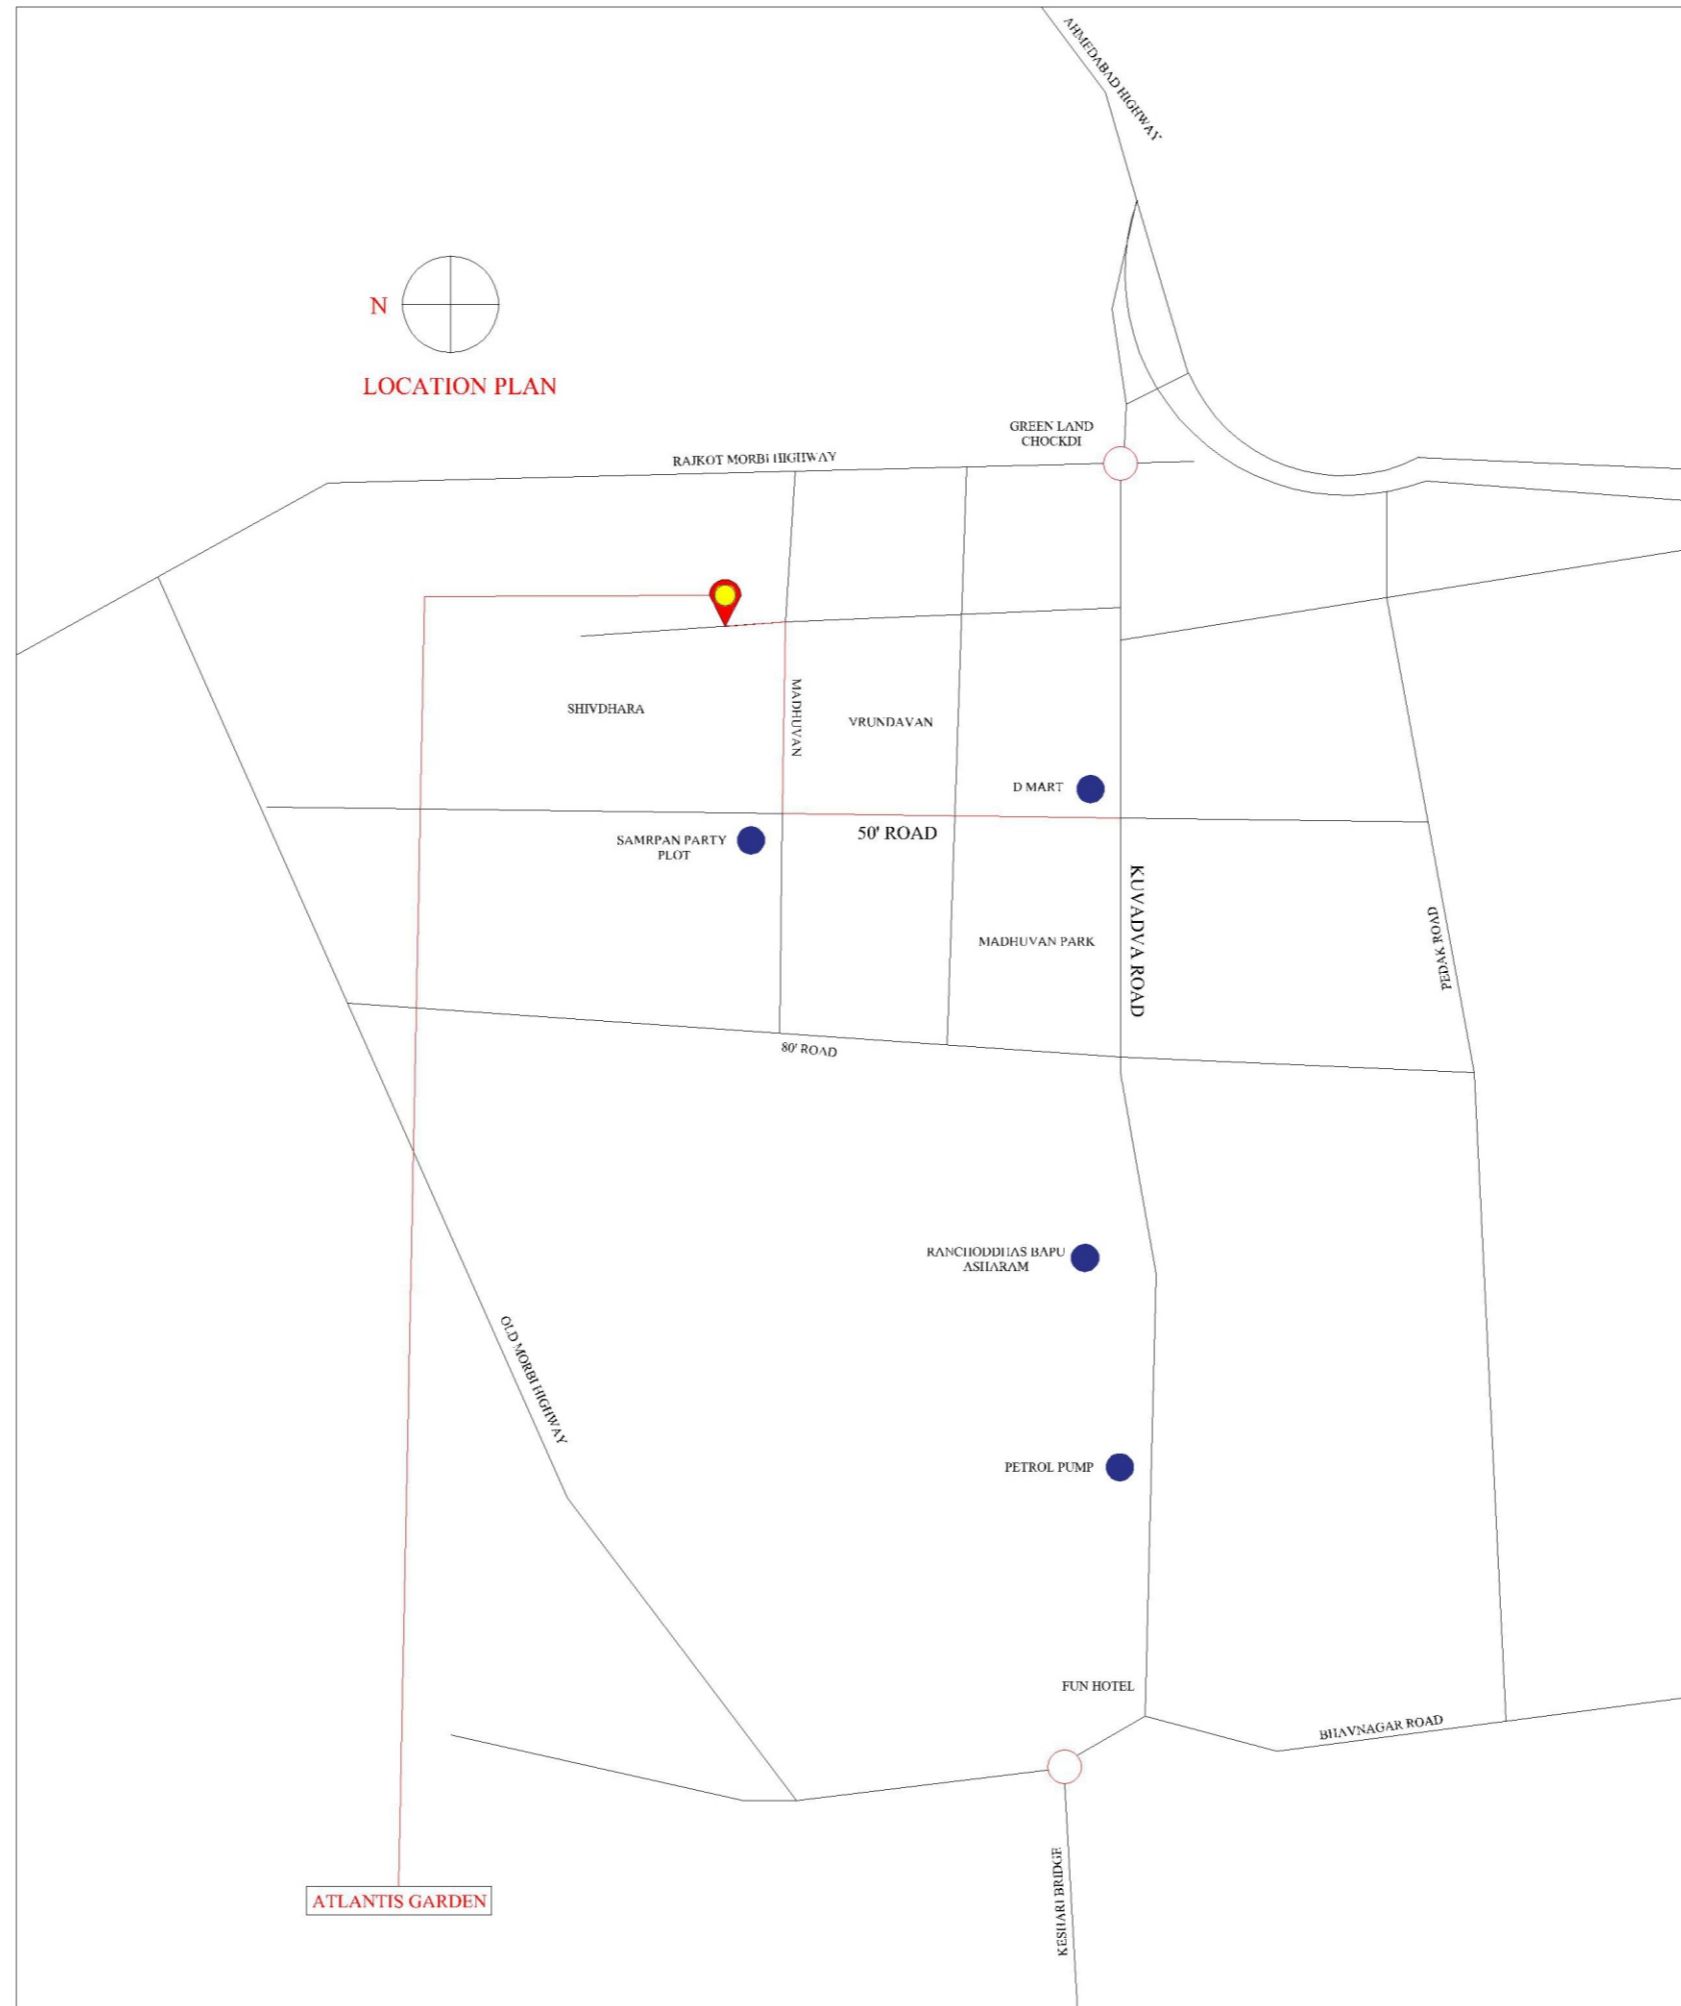 AHMEDABAD HIGHWAY
N
LOCATION PLAN
GREEN LAND
CHOCKDI
RAJKOT MORBI HIGHWAY
SHIVDHARA
MADHUVAN
VRUNDAVAN
D MART
50' ROAD
SAMRPAN PARTY
PLOT
KUVADVA ROAD
PEDAK ROAD
MADHUVAN PARK
80' ROAD
RANCHODDHAS BAPU
ASHARAM
OLD MORBI HIGHWAY
PETROL PUMP
FUN HOTEL
BHAVNAGAR ROAD
KESHARI BRIDGE
ATLANTIS GARDEN